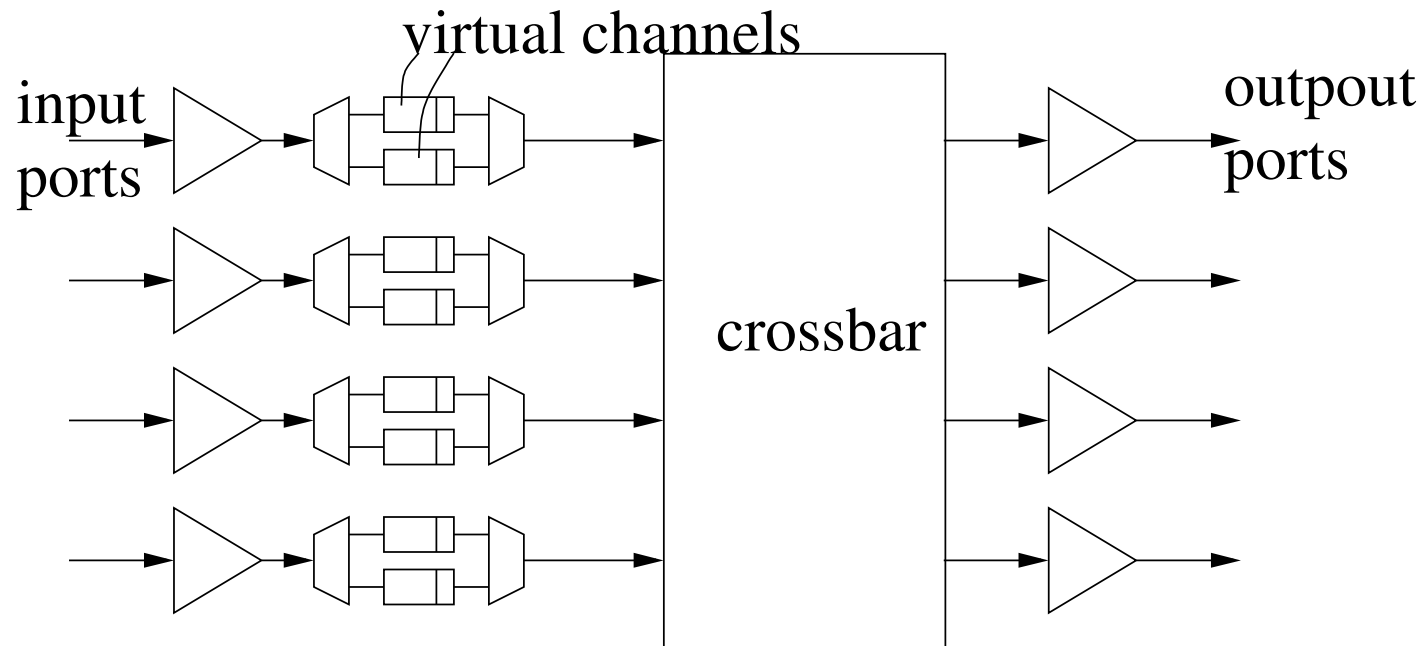 virtual channels
input
ports
outpout
ports
crossbar